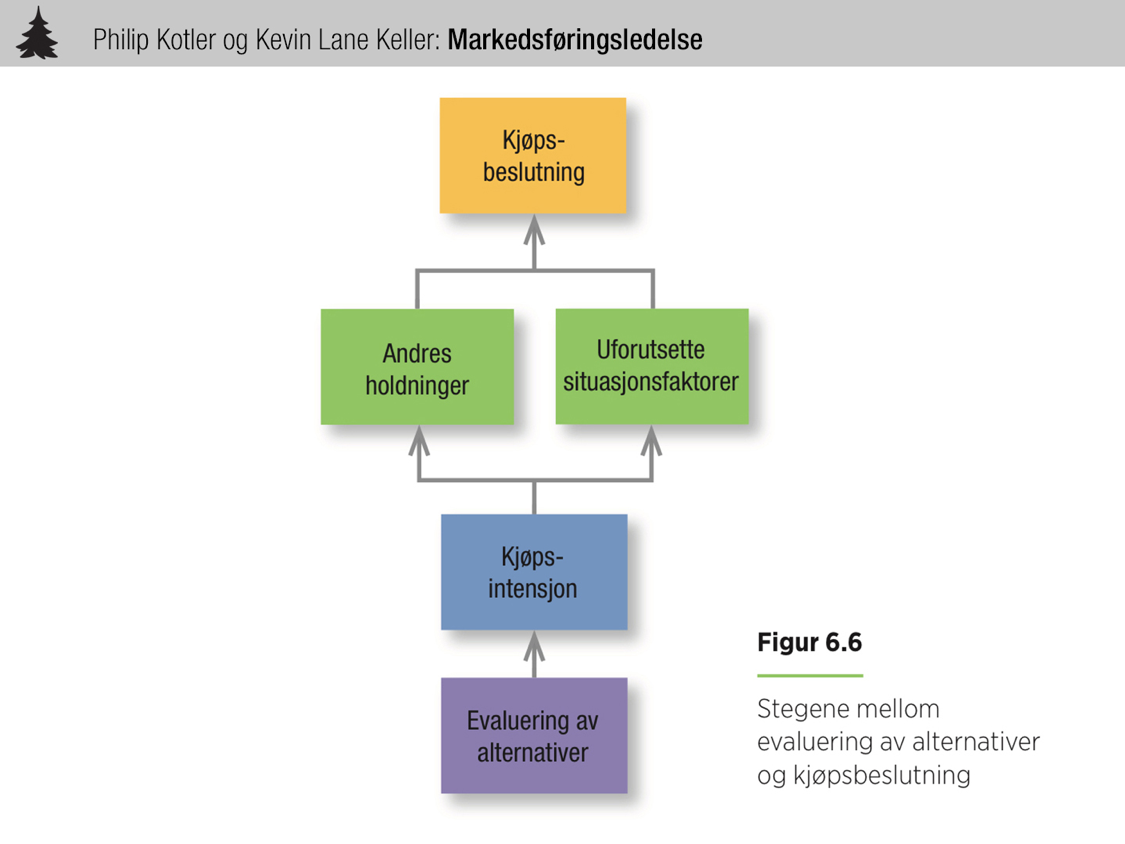 Philip Kotler og Kevin Lane Keller: Markedsføringsledelse
Kjøps-
beslutning
Andres
holdninger
Uforutsette
situasjonsfaktorer
Kjøps-
intensjon
Evaluering av
alternativer
Figur 6.6
Stegene mellom
evaluering av alternativer
og kjøpsbeslutning